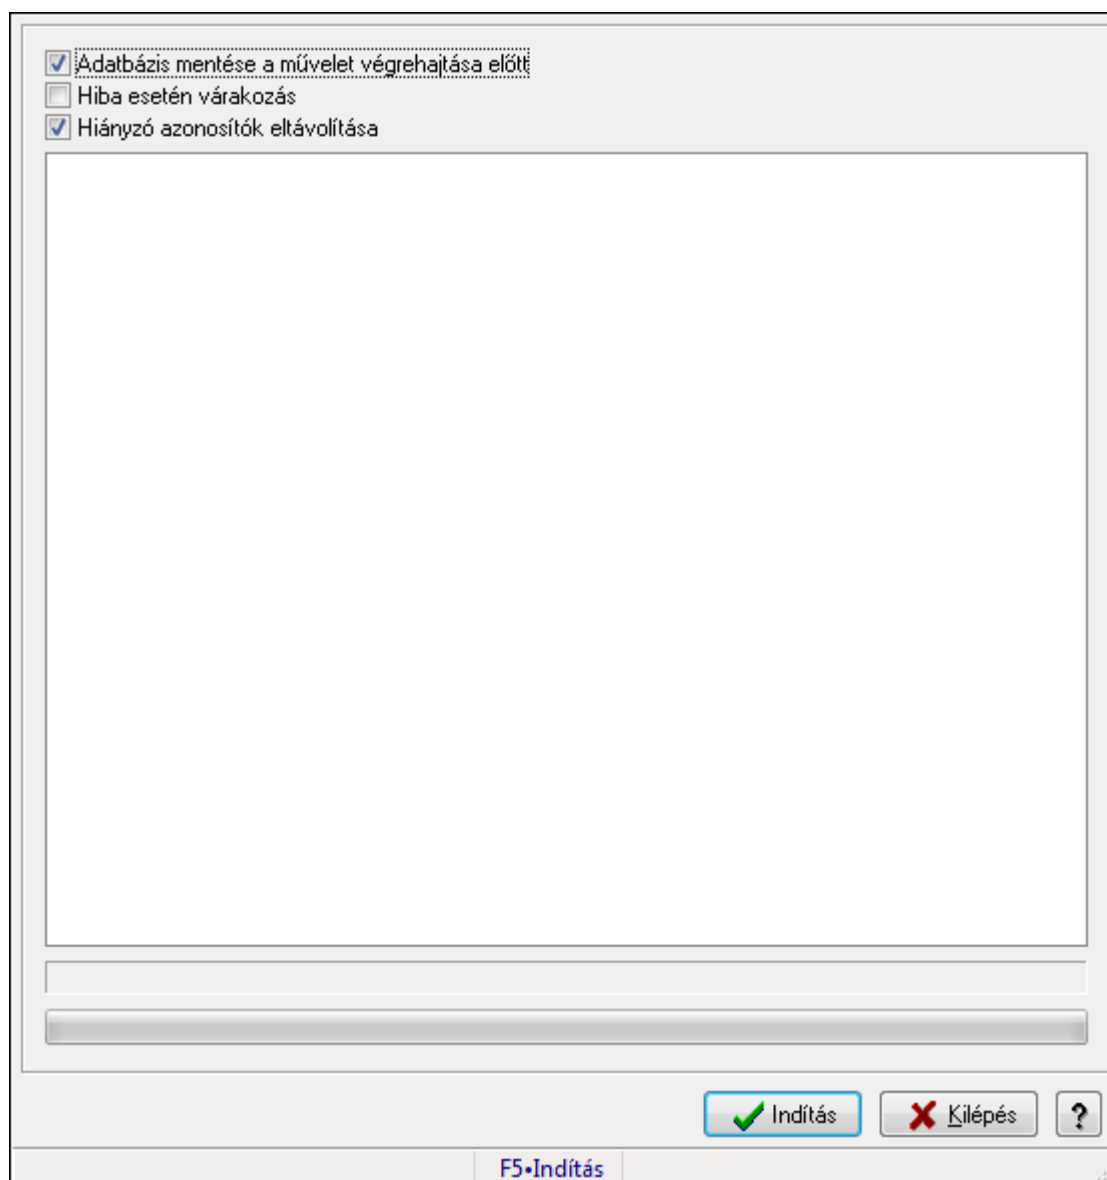 Adatbázis mentése a művelet végrehajtása előtt
Hiba esetén várakozás
Hiányzó azonosítók eltávolítása
Indítás
Kilépés
?
F5•Indítás